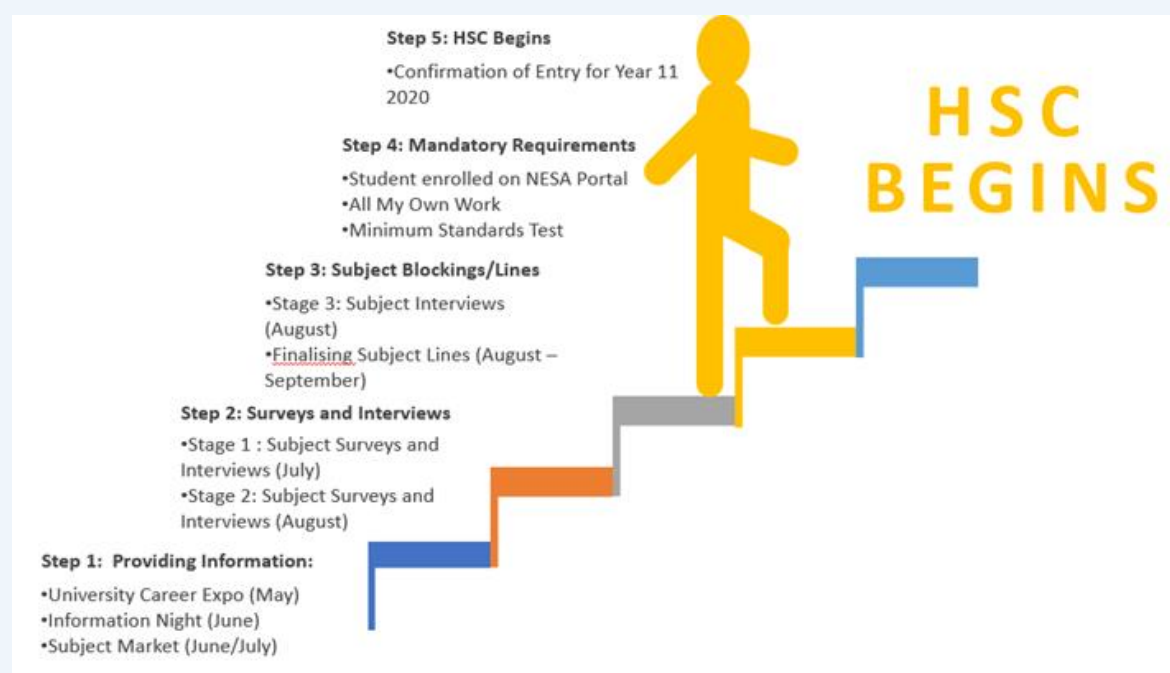 Step 5: HSC Begins
•Confirmation of Entry for Year 11
2020
HSC
BEGINS
Step 4: Mandatory Requirements
•Student enrolled on NESA Portal
•All My Own Work
•Minimum Standards Test
Step 3: Subject Blockings/Lines
•Stage 3: Subject Interviews
(August)
•Finalising Subject Lines (August –
September)
Step 2: Surveys and Interviews
•Stage 1 : Subject Surveys and
Interviews (July)
•Stage 2: Subject Surveys and
Interviews (August)
Step 1:  Providing Information:
•University Career Expo (May)
•Information Night (June)
•Subject Market (June/July)